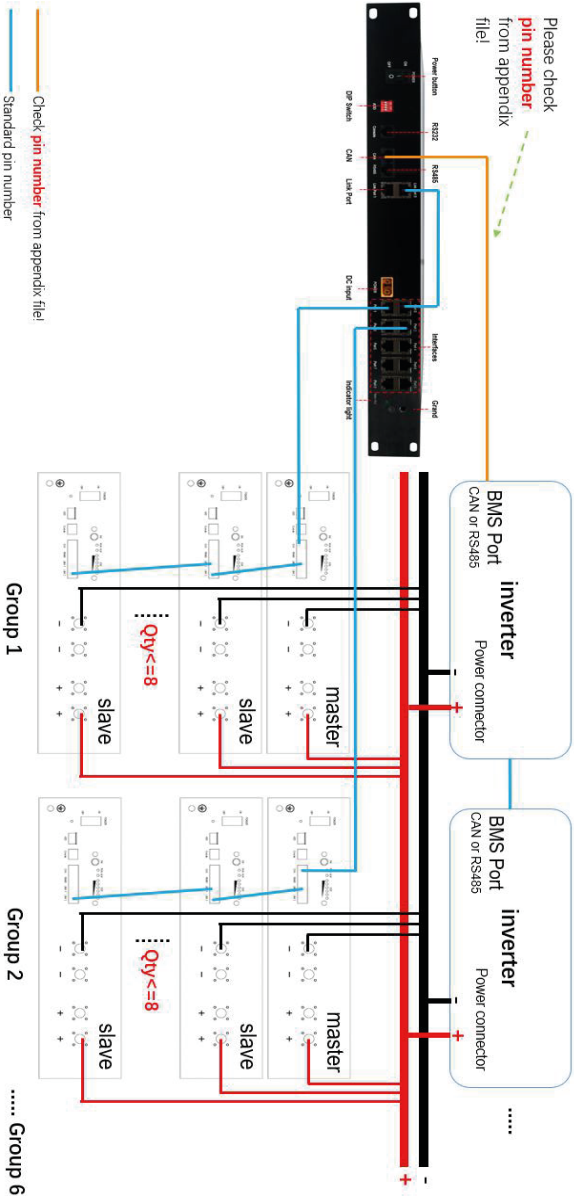 Please check
pin number
from appendix
file!
BMS Port
CAN or RS485
inverter
Power connector
-
+
BMS Port
CAN or RS485
inverter
Power connector
-
+
.....
-
+
Power button
RS232
RS485
Interfaces
Grand
DIP Switch
CAN
Link Port
DC input
Indicator light
master
slave
slave
Qty<=8
......
- - + +
master
slave
slave
Qty<=8
......
- - + +
Check pin number from appendix file!
Standard pin number
Group 1
Group 2
..... Group 6